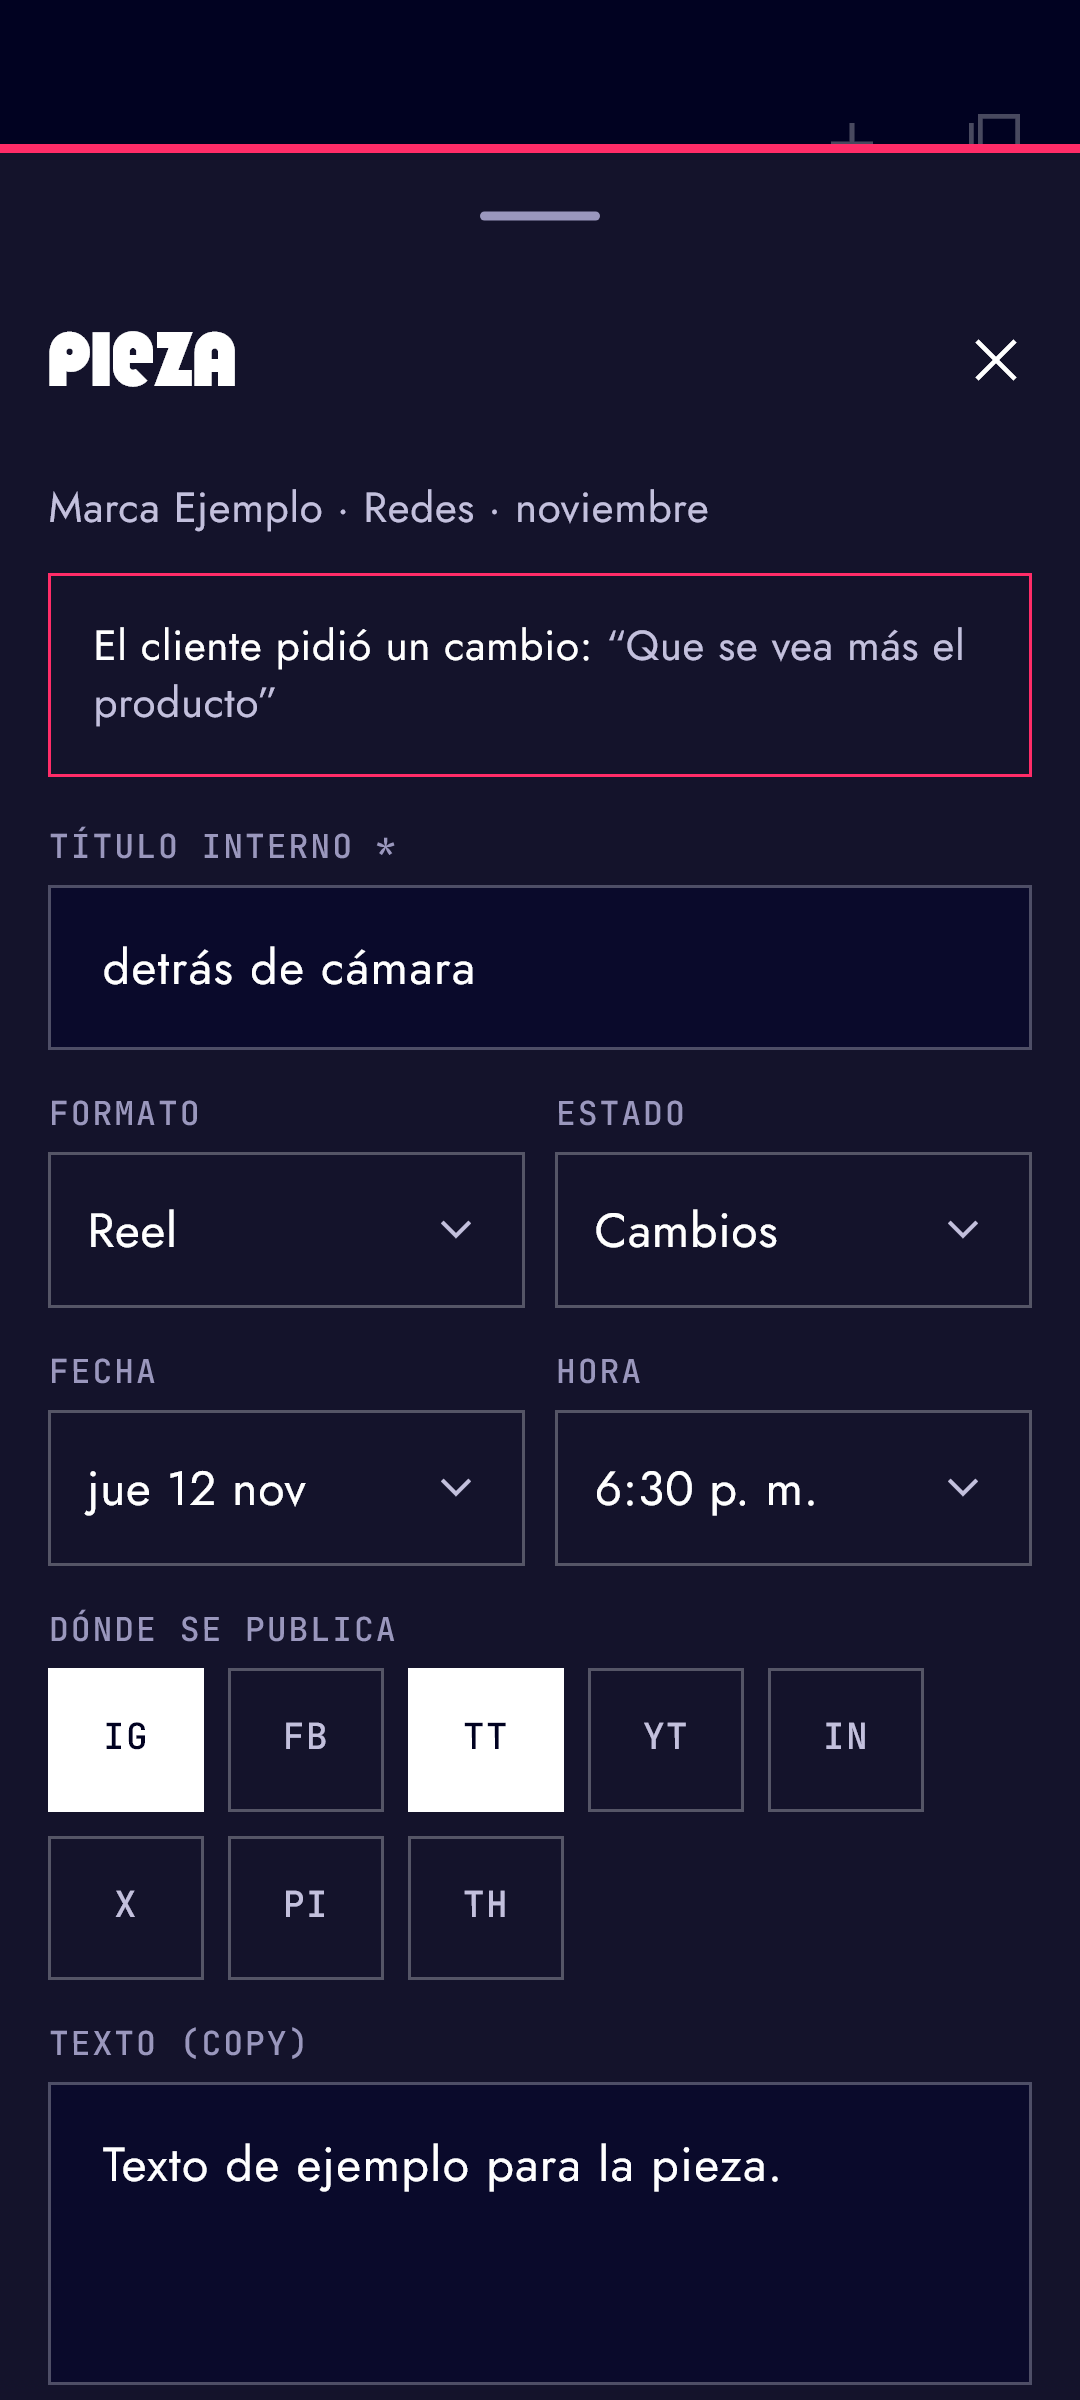 PIEZA
Marca Ejemplo · Redes · noviembre
El cliente pidió un cambio: “Que se vea más el
producto”
TÍTULO INTERNO *
detrás de cámara
FORMATO
ESTADO
Reel
Cambios
FECHA
HORA
jue 12 nov
6:30 p. m.
DÓNDE SE PUBLICA
IG FB TT YT IN
X PI TH
TEXTO (COPY)
Texto de ejemplo para la pieza.